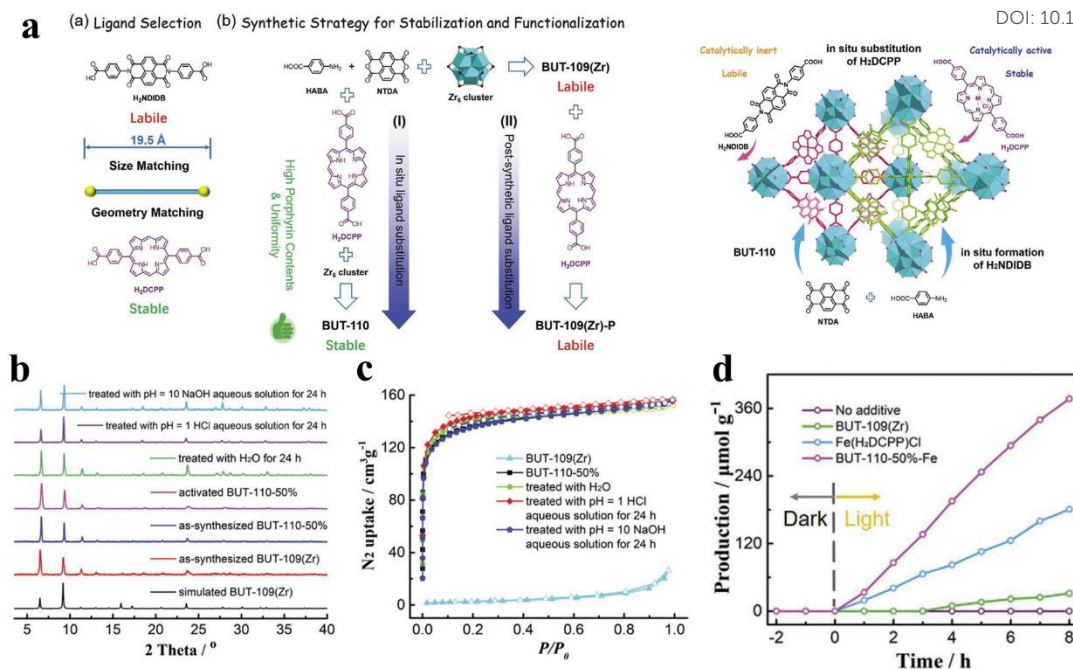 DOI: 10.1
a
(a) Ligand Selection
(b) Synthetic Strategy for Stabilization and Functionalization
H₂NDIDB
Labile
19.5 Å
Size Matching
Geometry Matching
H₂DCPP
Stable
High Porphyrin Contents
& Uniformity
HABA
+
NTDA
Zr₆ cluster
BUT-109(Zr)
Labile
(I)
In situ ligand substitution
(II)
Post-synthetic ligand substitution
H₂DCPP
Zr₆ cluster
BUT-110
Stable
H₂DCPP
BUT-109(Zr)-P
Labile
Catalytically inert
Labile
in situ substitution
of H2DCPP
Catalytically active
Stable
H₂NDIDB
H₂DCPP
BUT-110
in situ formation
of H2NDIDB
NTDA
HABA
b
treated with pH = 10 NaOH aqueous solution for 24 h
treated with pH = 1 HCl aqueous solution for 24 h
treated with H₂O for 24 h
activated BUT-110-50%
as-synthesized BUT-110-50%
as-synthesized BUT-109(Zr)
simulated BUT-109(Zr)
5 10 15 20 25 30 35 40
2 Theta / °
c
N₂ uptake / cm³g⁻¹
160
120
80
40
0
BUT-109(Zr)
BUT-110-50%
treated with H₂O
treated with pH = 1 HCl
aqueous solution for 24 h
treated with pH = 10 NaOH
aqueous solution for 24 h
0.0 0.2 0.4 0.6 0.8 1.0
P/P₀
d
Production / μmol g⁻¹
360
240
120
0
No additive
BUT-109(Zr)
Fe(H₂DCPP)Cl
BUT-110-50%-Fe
Dark
Light
-2 0 2 4 6 8
Time / h